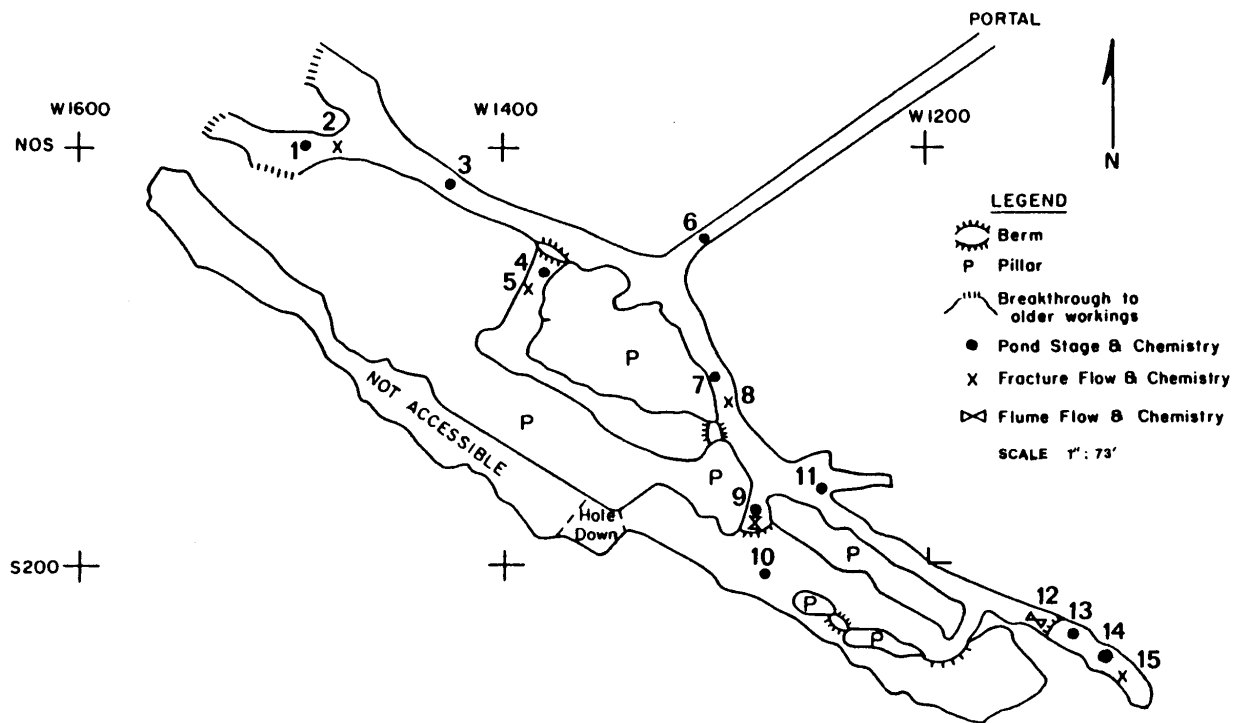 PORTAL
W1600
W1400
W1200
NOS
N
1
2
3
4
5
6
7
8
9
10
11
12
13
14
15
P
P
P
P
P
P
NOT ACCESSIBLE
Hole
Down
S200
LEGEND
Berm
P Pillar
Breakthrough to
older workings
Pond Stage & Chemistry
X Fracture Flow & Chemistry
Flume Flow & Chemistry
SCALE 1": 73'